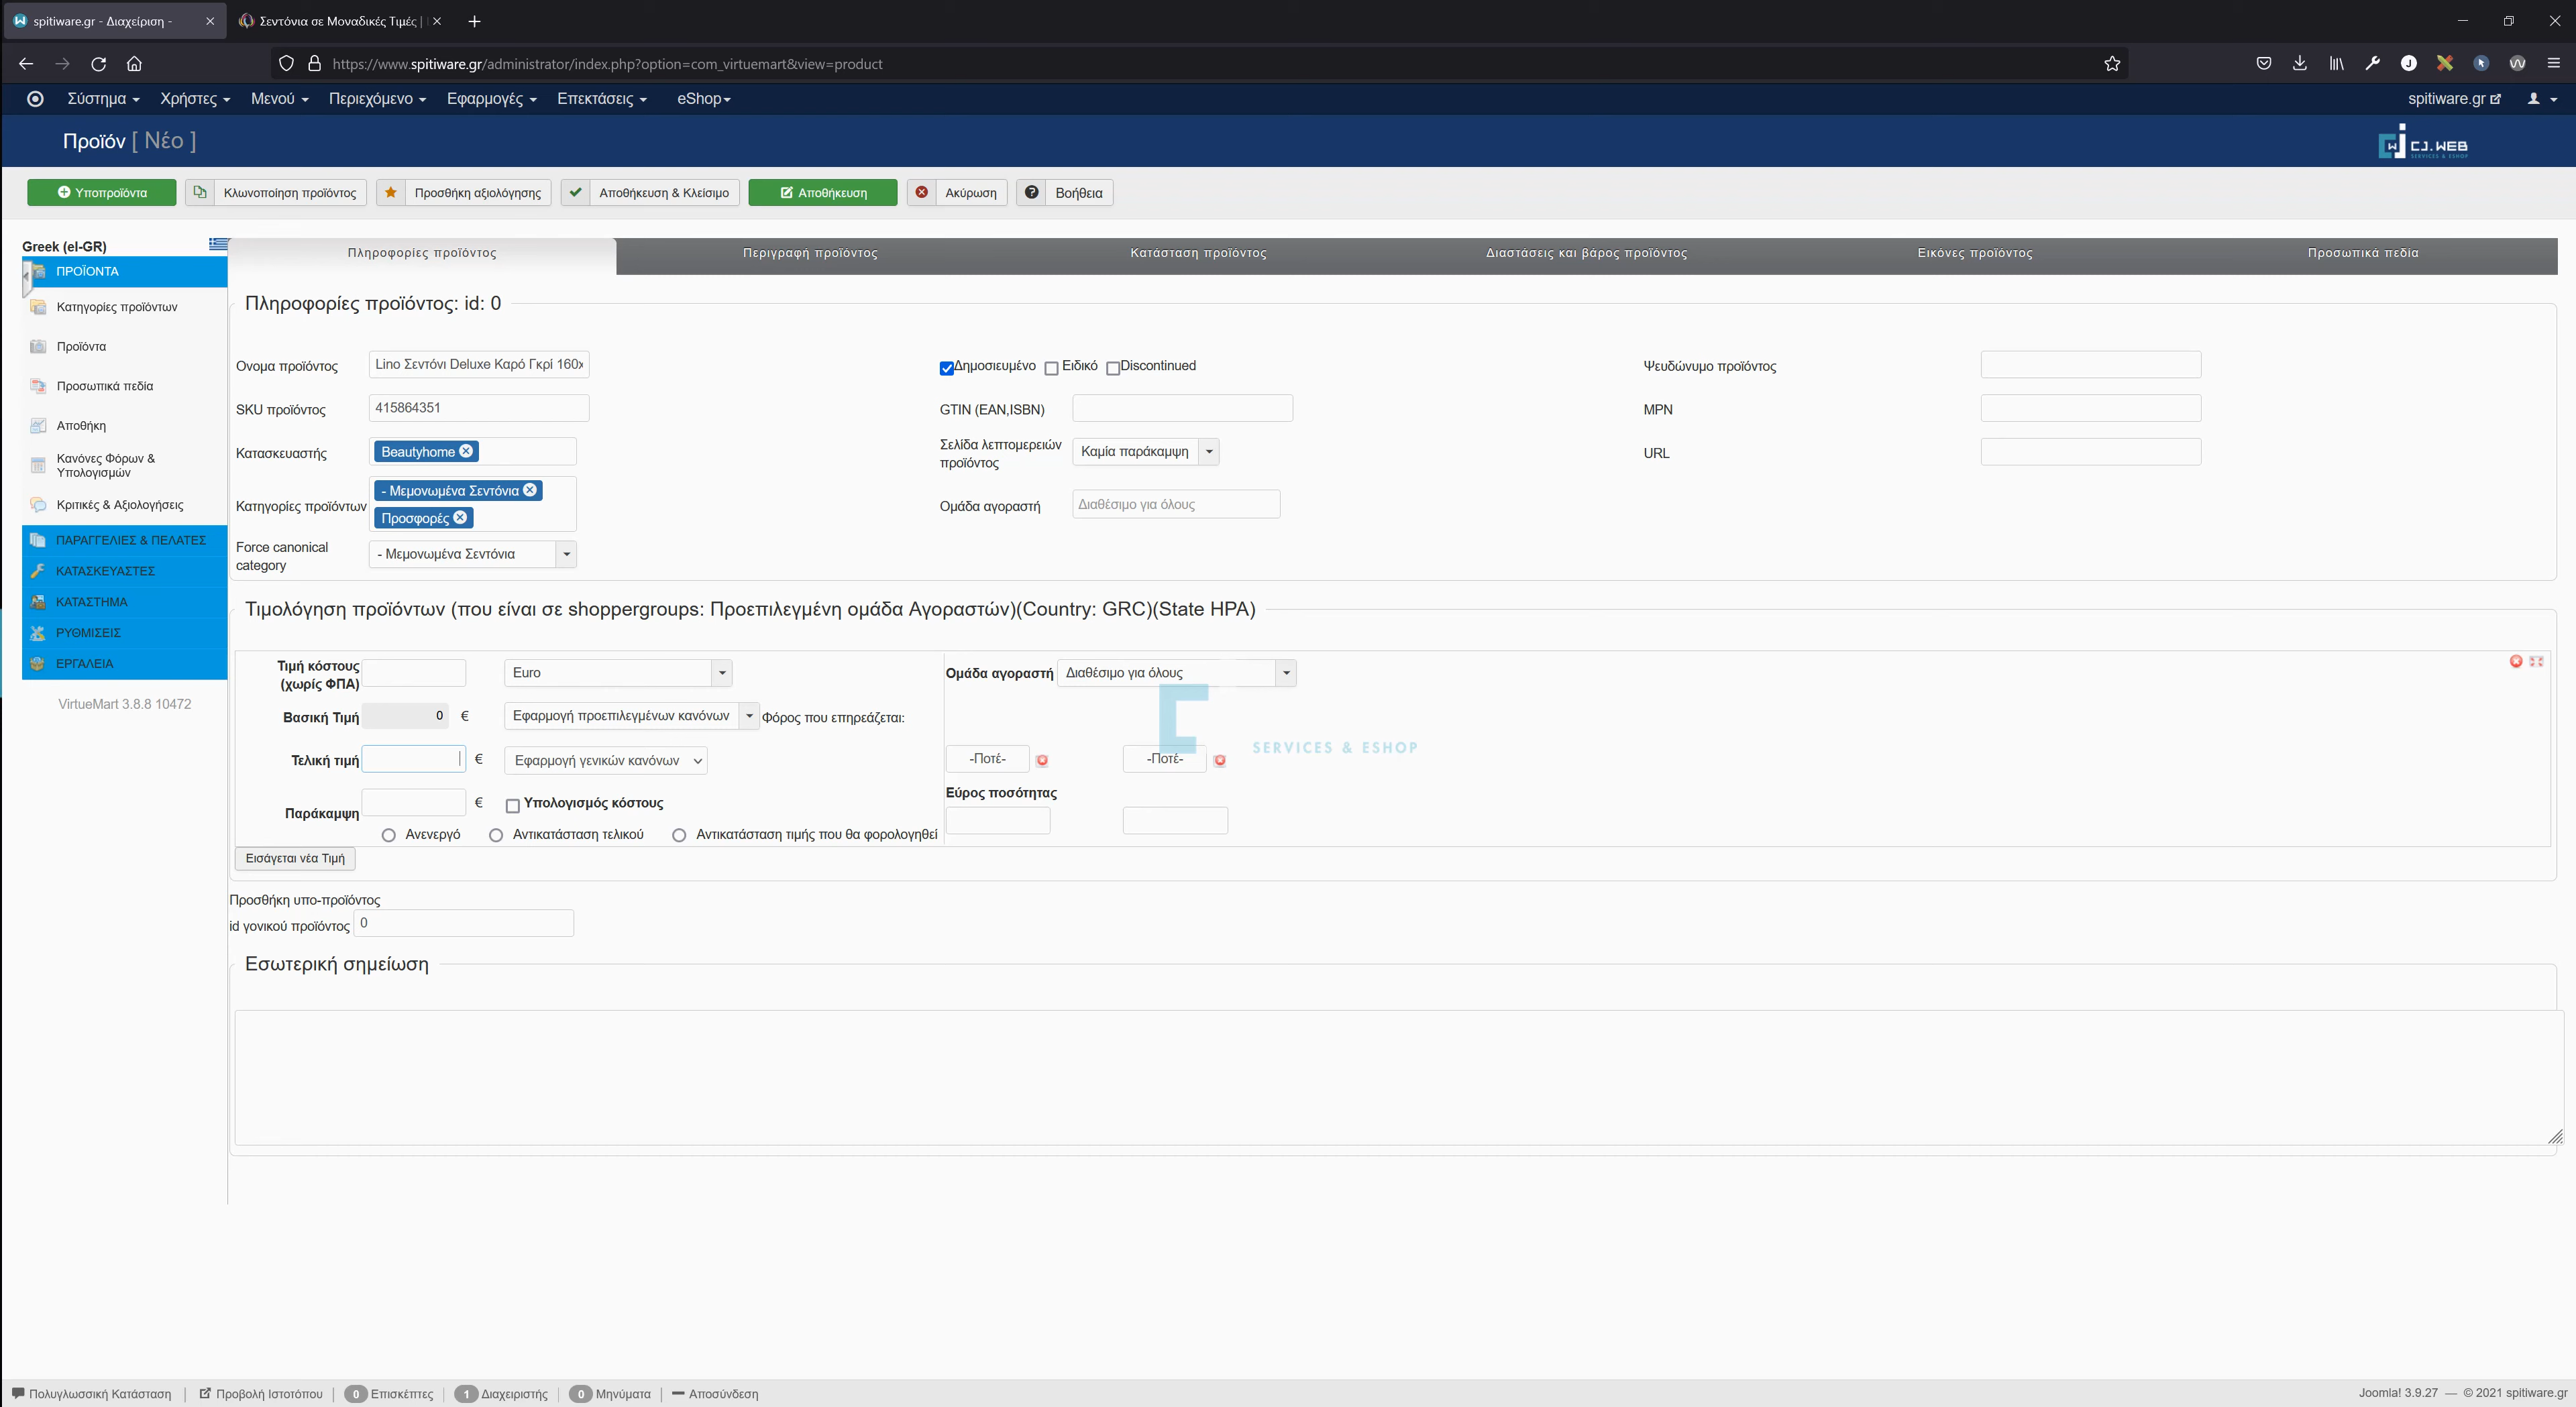 spitiware.gr - Διαχείριση -
Σεντόνια σε Μοναδικές Τιμές |
https://www.spitiware.gr/administrator/index.php?option=com_virtuemart&view=product
Σύστημα Χρήστες Μενού Περιεχόμενο Εφαρμογές Επεκτάσεις eShop spitiware.gr
Προϊόν [ Νέο ]
CJ.WEB
SERVICES & ESHOP
Υποπροϊόντα Κλωνοποίηση προϊόντος Προσθήκη αξιολόγησης Αποθήκευση & Κλείσιμο Αποθήκευση Ακύρωση Βοήθεια
Greek (el-GR)
ΠΡΟΪΟΝΤΑ
Κατηγορίες προϊόντων
Προϊόντα
Προσωπικά πεδία
Αποθήκη
Κανόνες Φόρων &
Υπολογισμών
Κριτικές & Αξιολογήσεις
ΠΑΡΑΓΓΕΛΙΕΣ & ΠΕΛΑΤΕΣ
ΚΑΤΑΣΚΕΥΑΣΤΕΣ
ΚΑΤΑΣΤΗΜΑ
ΡΥΘΜΙΣΕΙΣ
ΕΡΓΑΛΕΙΑ
VirtueMart 3.8.8 10472
Πληροφορίες προϊόντος Περιγραφή προϊόντος Κατάσταση προϊόντος Διαστάσεις και βάρος προϊόντος Εικόνες προϊόντος Προσωπικά πεδία
Πληροφορίες προϊόντος: id: 0
Ονομα προϊόντος Lino Σεντόνι Deluxe Καρό Γκρί 160x Δημοσιευμένο Ειδικό Discontinued Ψευδώνυμο προϊόντος
SKU προϊόντος 415864351 GTIN (EAN,ISBN) MPN
Κατασκευαστής Beautyhome Σελίδα λεπτομερειών
προϊόντος Καμία παράκαμψη URL
Κατηγορίες προϊόντων - Μεμονωμένα Σεντόνια
Προσφορές Ομάδα αγοραστή Διαθέσιμο για όλους
Force canonical
category - Μεμονωμένα Σεντόνια
Τιμολόγηση προϊόντων (που είναι σε shoppergroups: Προεπιλεγμένη ομάδα Αγοραστών)(Country: GRC)(State HPA)
Τιμή κόστους
(χωρίς ΦΠΑ) Euro Ομάδα αγοραστή Διαθέσιμο για όλους
Βασική Τιμή 0 € Εφαρμογή προεπιλεγμένων κανόνων Φόρος που επηρεάζεται:
SERVICES & ESHOP
Τελική τιμή € Εφαρμογή γενικών κανόνων -Ποτέ- -Ποτέ-
Παράκαμψη € Υπολογισμός κόστους Εύρος ποσότητας
Ανενεργό Αντικατάσταση τελικού Αντικατάσταση τιμής που θα φορολογηθεί
Εισάγεται νέα Τιμή
Προσθήκη υπο-προϊόντος
id γονικού προϊόντος 0
Εσωτερική σημείωση
Πολυγλωσσική Κατάσταση | Προβολή Ιστοτόπου | 0 Επισκέπτες | 1 Διαχειριστής | 0 Μηνύματα | Αποσύνδεση Joomla! 3.9.27 — © 2021 spitiware.gr